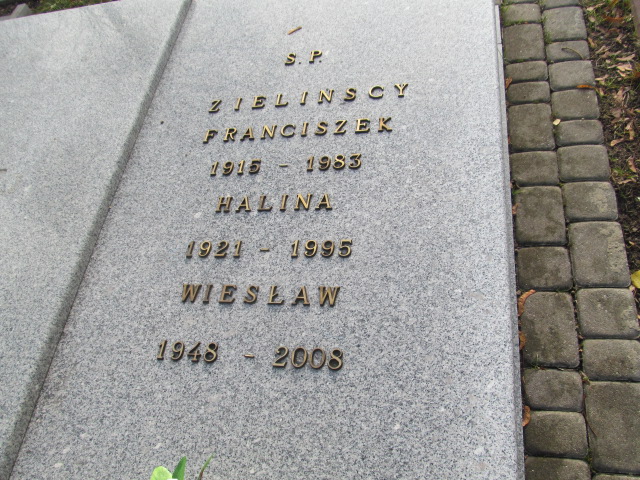 Ś. P.
ZIELIŃSCY
FRANCISZEK
1915 - 1983
HALINA
1921 - 1995
WIESŁAW
1948 - 2008